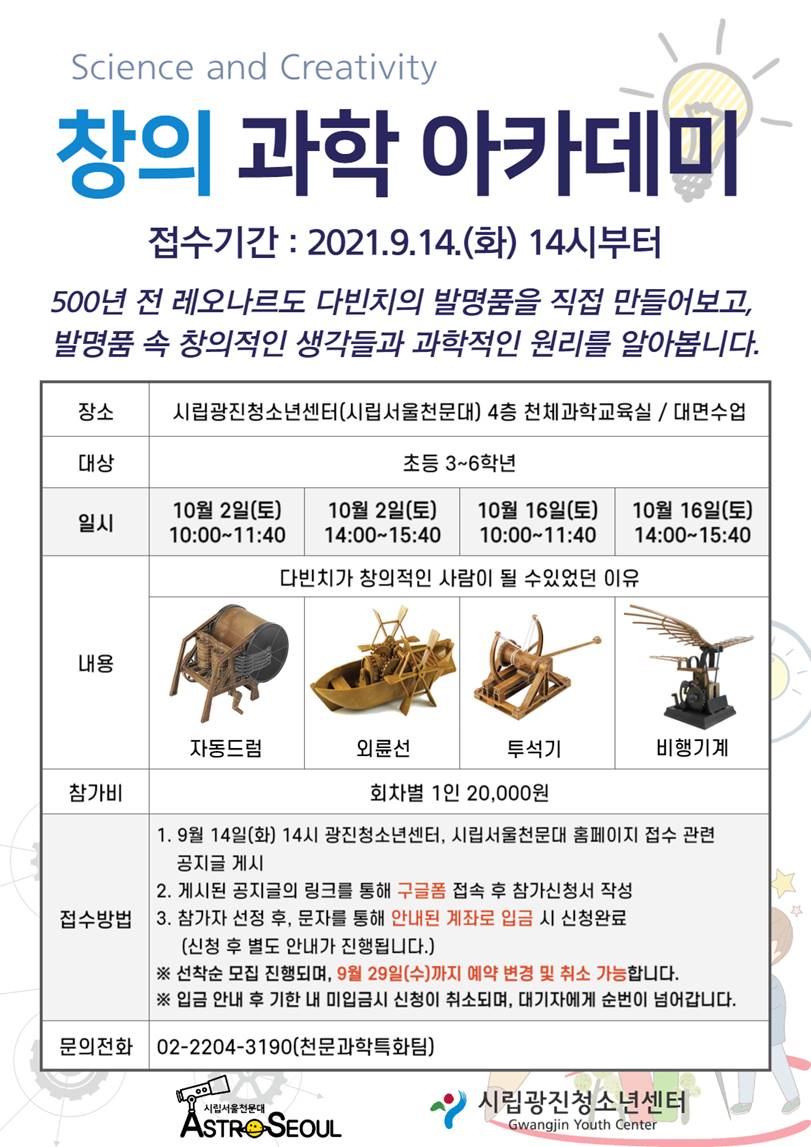 Science and Creativity
창의 과학 아카데미
접수기간 : 2021.9.14.(화) 14시부터
500년 전 레오나르도 다빈치의 발명품을 직접 만들어보고,
발명품 속 창의적인 생각들과 과학적인 원리를 알아봅니다.
장소
시립광진청소년센터(시립서울천문대) 4층 천체과학교육실 / 대면수업
대상
초등 3~6학년
일시
10월 2일(토)
10:00~11:40
10월 2일(토)
14:00~15:40
10월 16일(토)
10:00~11:40
10월 16일(토)
14:00~15:40
내용
다빈치가 창의적인 사람이 될 수있었던 이유
자동드럼
외륜선
투석기
비행기계
참가비
회차별 1인 20,000원
접수방법
1. 9월 14일(화) 14시 광진청소년센터, 시립서울천문대 홈페이지 접수 관련
공지글 게시
2. 게시된 공지글의 링크를 통해 구글폼 접속 후 참가신청서 작성
3. 참가자 선정 후, 문자를 통해 안내된 계좌로 입금 시 신청완료
(신청 후 별도 안내가 진행됩니다.)
※ 선착순 모집 진행되며, 9월 29일(수)까지 예약 변경 및 취소 가능합니다.
※ 입금 안내 후 기한 내 미입금시 신청이 취소되며, 대기자에게 순번이 넘어갑니다.
문의전화
02-2204-3190(천문과학특화팀)
시립서울천문대
ASTROSEOUL
시립광진청소년센터
Gwangjin Youth Center